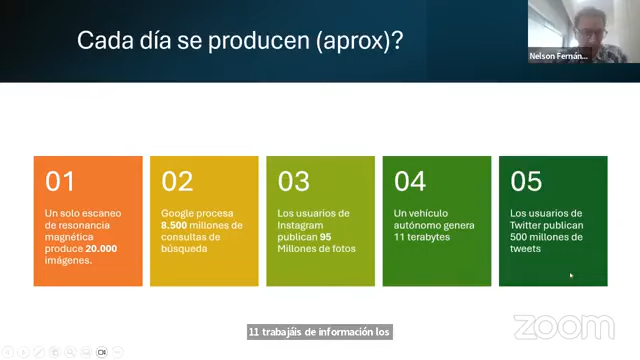 Cada día se producen (aprox)?
Nelson Fernán...
01
Un solo escaneo
de resonancia
magnética
produce 20.000
imágenes.
02
Google procesa
8.500 millones de
consultas de
búsqueda
03
Los usuarios de
Instagram
publican 95
Millones de fotos
04
Un vehículo
autónomo genera
11 terabytes
05
Los usuarios de
Twitter publican
500 millones de
tweets
11 trabajáis de información los
zoom